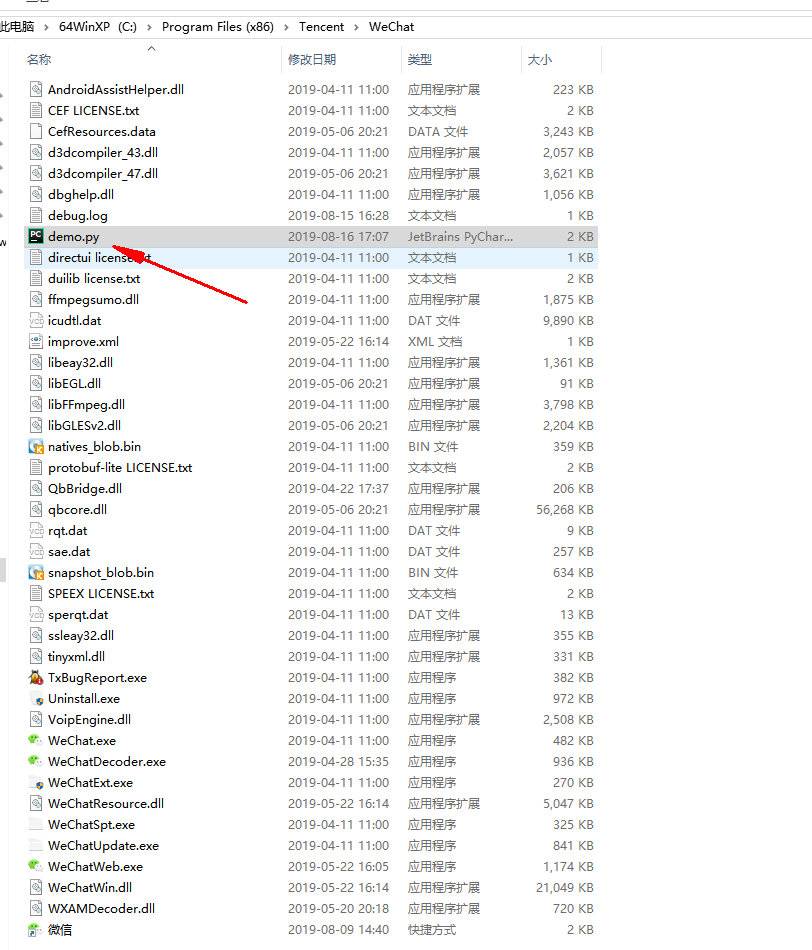 此电脑 › 64WinXP (C:) › Program Files (x86) › Tencent › WeChat
名称 修改日期 类型 大小
AndroidAssistHelper.dll 2019-04-11 11:00 应用程序扩展 223 KB
CEF LICENSE.txt 2019-04-11 11:00 文本文档 2 KB
CefResources.data 2019-05-06 20:21 DATA 文件 3,243 KB
d3dcompiler_43.dll 2019-04-11 11:00 应用程序扩展 2,057 KB
d3dcompiler_47.dll 2019-05-06 20:21 应用程序扩展 3,621 KB
dbghelp.dll 2019-04-11 11:00 应用程序扩展 1,056 KB
debug.log 2019-08-15 16:28 文本文档 1 KB
demo.py 2019-08-16 17:07 JetBrains PyChar... 2 KB
directui license.txt 2019-04-11 11:00 文本文档 1 KB
duilib license.txt 2019-04-11 11:00 文本文档 2 KB
ffmpegsumo.dll 2019-04-11 11:00 应用程序扩展 1,875 KB
icudtl.dat 2019-04-11 11:00 DAT 文件 9,890 KB
improve.xml 2019-05-22 16:14 XML 文档 1 KB
libeay32.dll 2019-04-11 11:00 应用程序扩展 1,361 KB
libEGL.dll 2019-05-06 20:21 应用程序扩展 91 KB
libFFmpeg.dll 2019-04-11 11:00 应用程序扩展 3,798 KB
libGLESv2.dll 2019-05-06 20:21 应用程序扩展 2,204 KB
natives_blob.bin 2019-04-11 11:00 BIN 文件 359 KB
protobuf-lite LICENSE.txt 2019-04-11 11:00 文本文档 2 KB
QbBridge.dll 2019-04-22 17:37 应用程序扩展 206 KB
qbcore.dll 2019-05-06 20:21 应用程序扩展 56,268 KB
rqt.dat 2019-04-11 11:00 DAT 文件 9 KB
sae.dat 2019-04-11 11:00 DAT 文件 257 KB
snapshot_blob.bin 2019-04-11 11:00 BIN 文件 634 KB
SPEEX LICENSE.txt 2019-04-11 11:00 文本文档 2 KB
sperqt.dat 2019-04-11 11:00 DAT 文件 13 KB
ssleay32.dll 2019-04-11 11:00 应用程序扩展 355 KB
tinyxml.dll 2019-04-11 11:00 应用程序扩展 331 KB
TxBugReport.exe 2019-04-11 11:00 应用程序 382 KB
Uninstall.exe 2019-04-11 11:00 应用程序 972 KB
VoipEngine.dll 2019-04-11 11:00 应用程序扩展 2,508 KB
WeChat.exe 2019-04-11 11:00 应用程序 482 KB
WeChatDecoder.exe 2019-04-28 15:35 应用程序 936 KB
WeChatExt.exe 2019-04-11 11:00 应用程序 270 KB
WeChatResource.dll 2019-05-22 16:14 应用程序扩展 5,047 KB
WeChatSpt.exe 2019-04-11 11:00 应用程序 325 KB
WeChatUpdate.exe 2019-04-11 11:00 应用程序 841 KB
WeChatWeb.exe 2019-05-22 16:05 应用程序 1,174 KB
WeChatWin.dll 2019-05-22 16:14 应用程序扩展 21,049 KB
WXAMDecoder.dll 2019-05-20 20:18 应用程序扩展 720 KB
微信 2019-08-09 14:40 快捷方式 2 KB